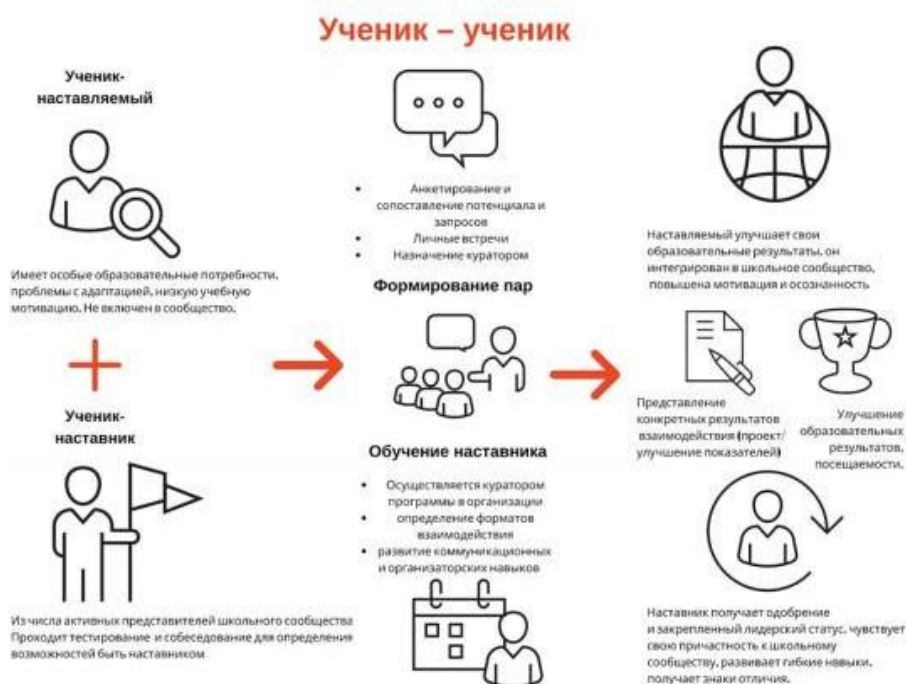 Ученик – ученик
Ученик-
наставляемый
Имеет особые образовательные потребности,
проблемы с адаптацией, низкую учебную
мотивацию. Не включен в сообщество.
Ученик-
наставник
Из числа активных представителей школьного сообщества
Проходит тестирование и собеседование для определения
возможностей быть наставником
• Анкетирование и
сопоставление потенциала и
запросов
• Личные встречи
• Назначение куратором
Формирование пар
Обучение наставника
• Осуществляется куратором
программы в организации
• определение форматов
взаимодействия
• развитие коммуникационных
и организаторских навыков
Наставляемый улучшает свои
образовательные результаты, он
интегрирован в школьное сообщество,
повышена мотивация и осознанность
Представление
конкретных результатов
взаимодействия (проект/
улучшение показателей)
Улучшение
образовательных
результатов,
посещаемости,
Наставник получает одобрение
и закрепленный лидерский статус, чувствует
свою причастность к школьному
сообществу, развивает гибкие навыки,
получает знаки отличия.